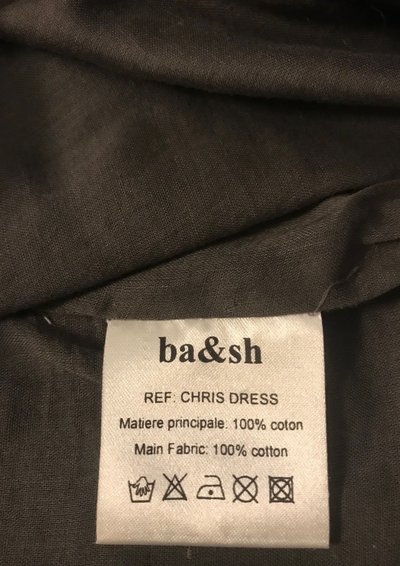 ba&sh
REF: CHRIS DRESS
Matiere principale: 100% coton
Main Fabric: 100% cotton